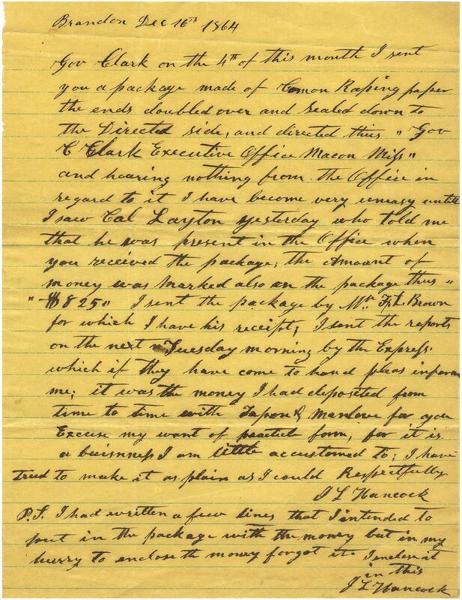 Brandon Dec 16th 1864
Gov Clark on the 4th of this month I sent
you a package made of Comon Raping paper
the ends doubled over and sealed down to
the Directed side, and directed thus "Gov
C Clark Executive Office Macon Miss"
and hearing nothing from the Office in
regard to it I have become very uneasy until
I saw Cal Layton yesterday who told me
that he was present in the Office when
you received the package, the Amount of
money was marked also on the package thus
"$8825" I sent the package by Mr Brown
for which I have his receipt, I sent the reports
on the next Tuesday morning by the Express.
which if they have come to hand pleas inform
me; it was the money I had deposited from
time to time with & Manlove for you
Excuse my want of form, for it is
a buisness I am little accustomed to; I have
tried to make it as plain as I could Respectfully
J L Hancock
P.S. I had written a few lines that I intended to
put in the package with the money but in my
hurry to enclose the money forgot it I inclose it
in this
J L Hancock